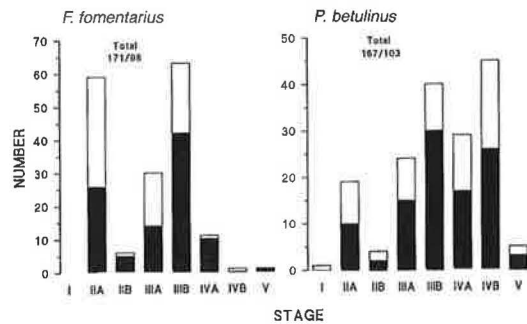 F. fomentarius
Total
171/98
NUMBER
70
60
50
40
30
20
10
0
I IIA IIB IIIA IIIB IVA IVB V
P. betulinus
Total
167/103
50
40
30
20
10
0
I IIA IIB IIIA IIIB IVA IVB V
STAGE